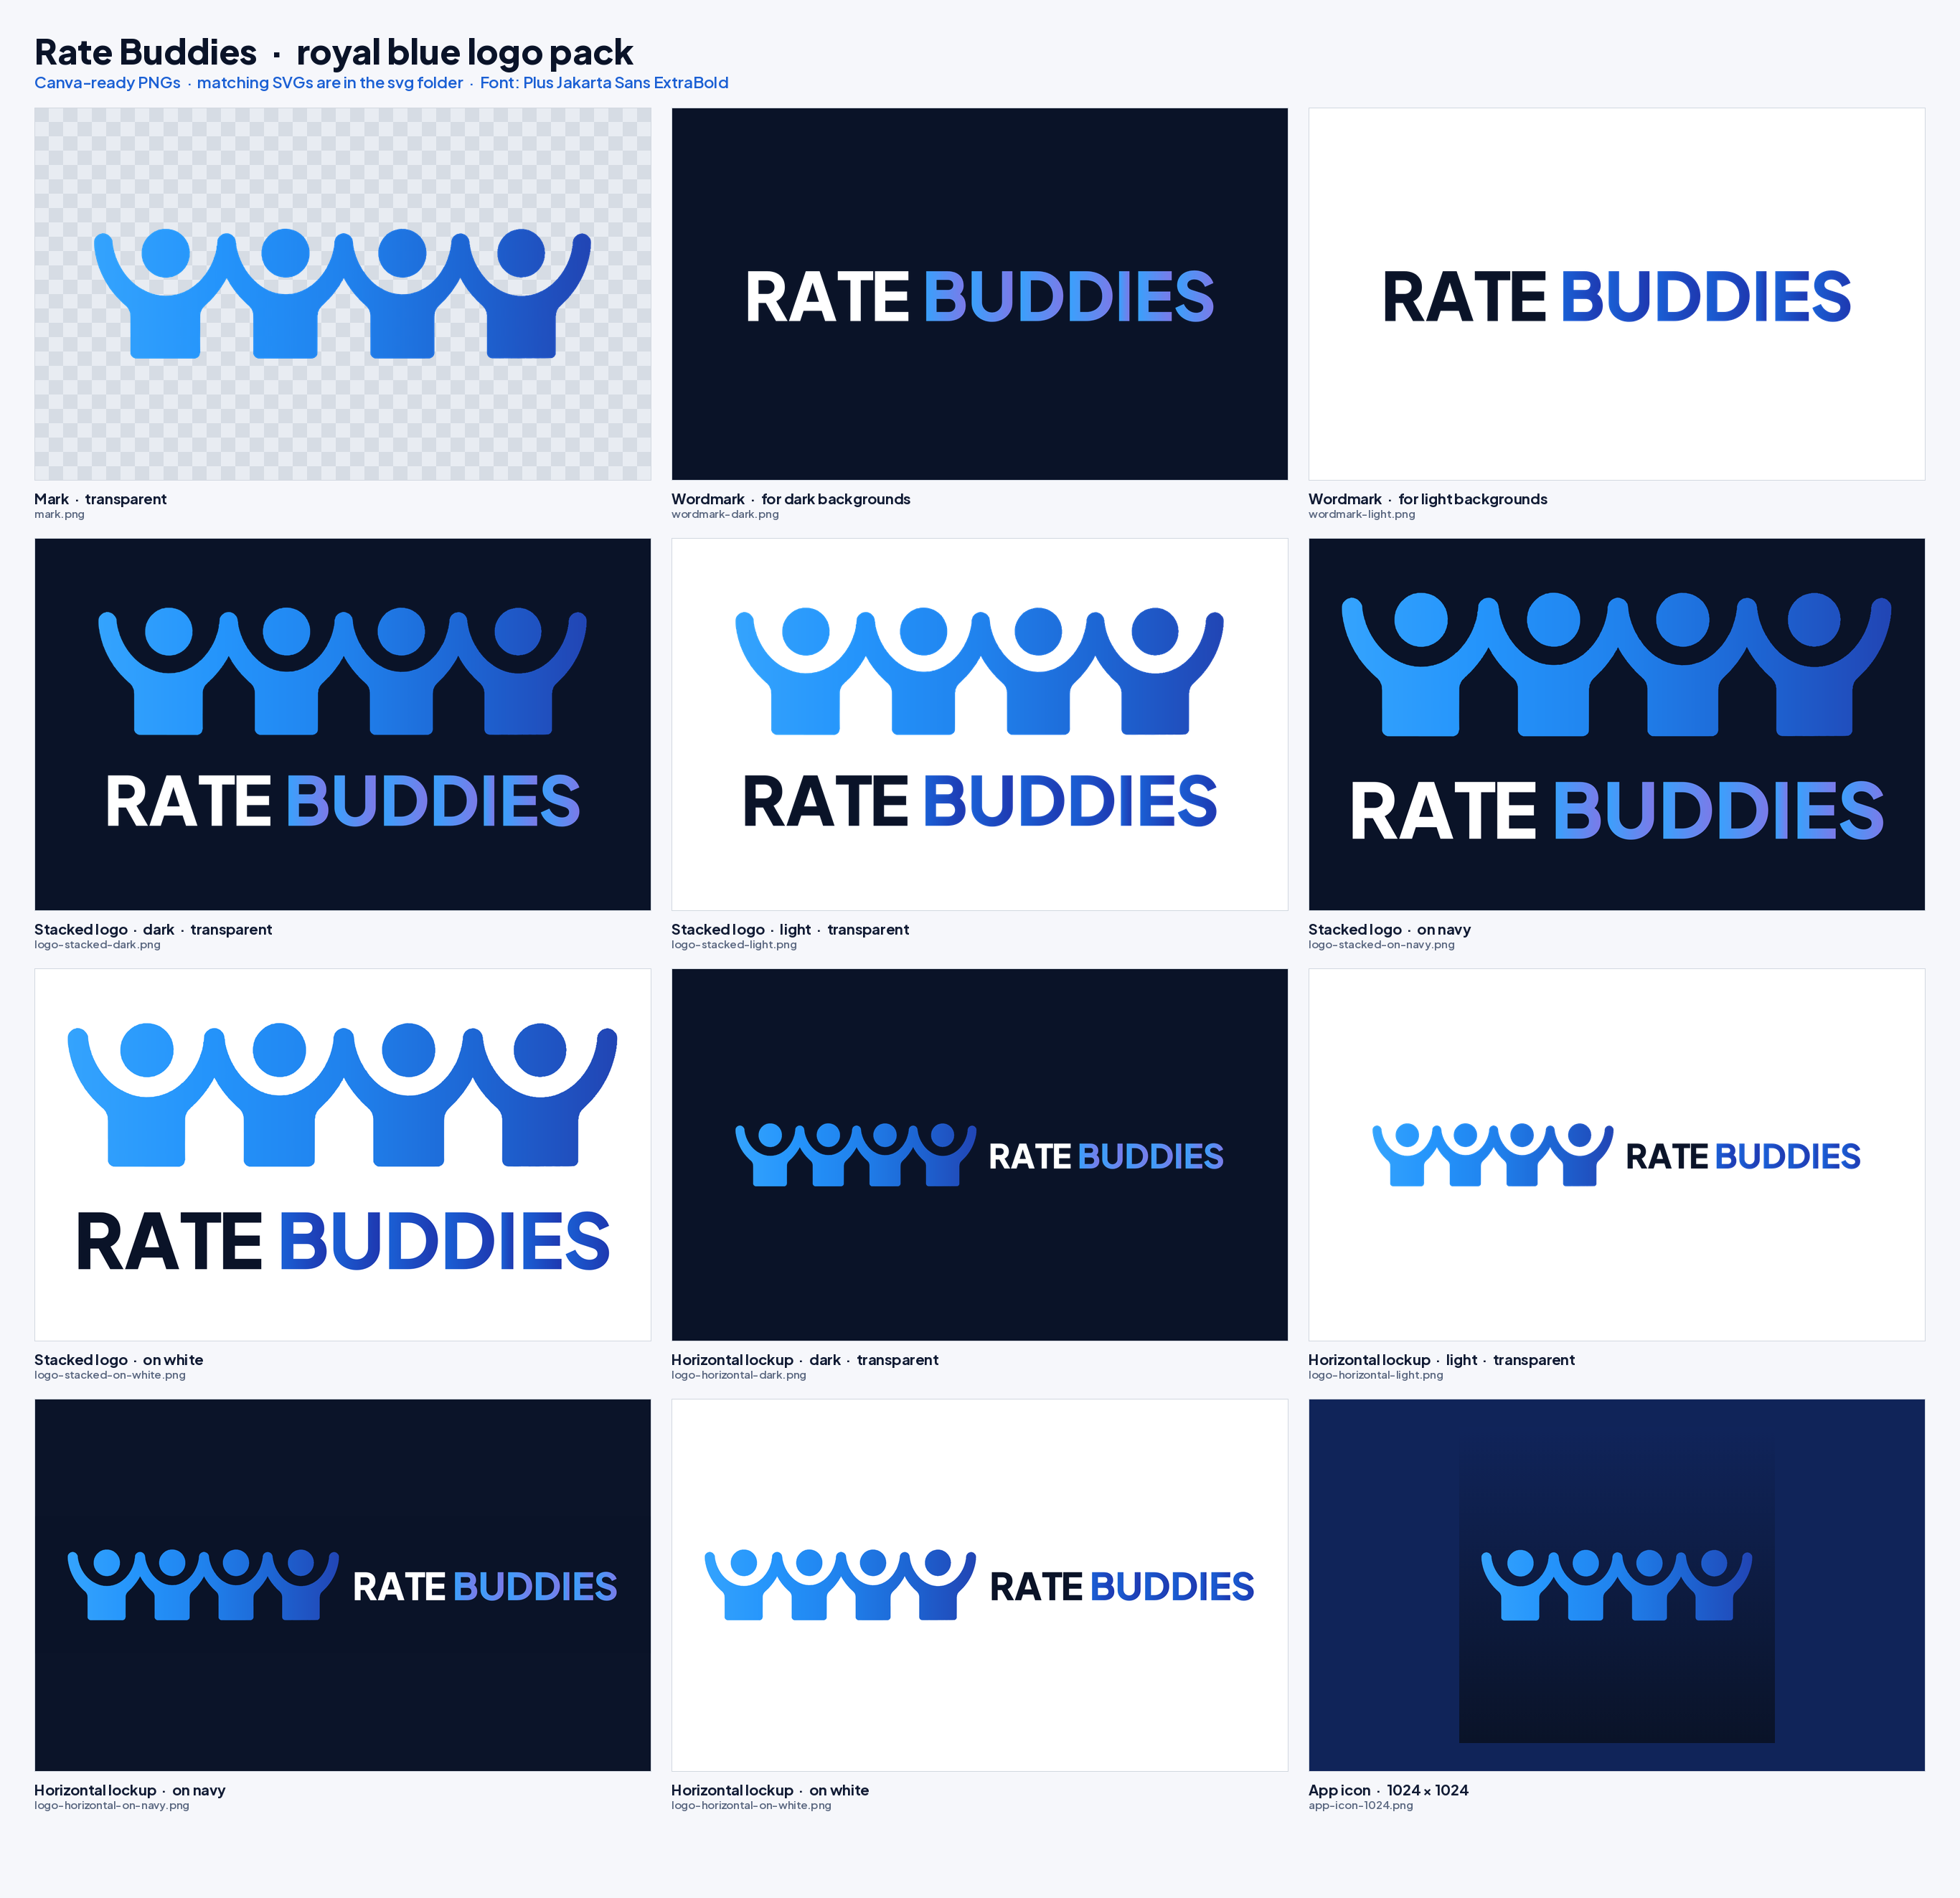 Rate Buddies · royal blue logo pack
Canva-ready PNGs · matching SVGs are in the svg folder · Font: Plus Jakarta Sans ExtraBold
RATE BUDDIES
RATE BUDDIES
Mark · transparent
mark.png
Wordmark · for dark backgrounds
wordmark-dark.png
Wordmark · for light backgrounds
wordmark-light.png
RATE BUDDIES
RATE BUDDIES
RATE BUDDIES
Stacked logo · dark · transparent
logo-stacked-dark.png
Stacked logo · light · transparent
logo-stacked-light.png
Stacked logo · on navy
logo-stacked-on-navy.png
RATE BUDDIES
RATE BUDDIES
RATE BUDDIES
Stacked logo · on white
logo-stacked-on-white.png
Horizontal lockup · dark · transparent
logo-horizontal-dark.png
Horizontal lockup · light · transparent
logo-horizontal-light.png
RATE BUDDIES
RATE BUDDIES
Horizontal lockup · on navy
logo-horizontal-on-navy.png
Horizontal lockup · on white
logo-horizontal-on-white.png
App icon · 1024 × 1024
app-icon-1024.png